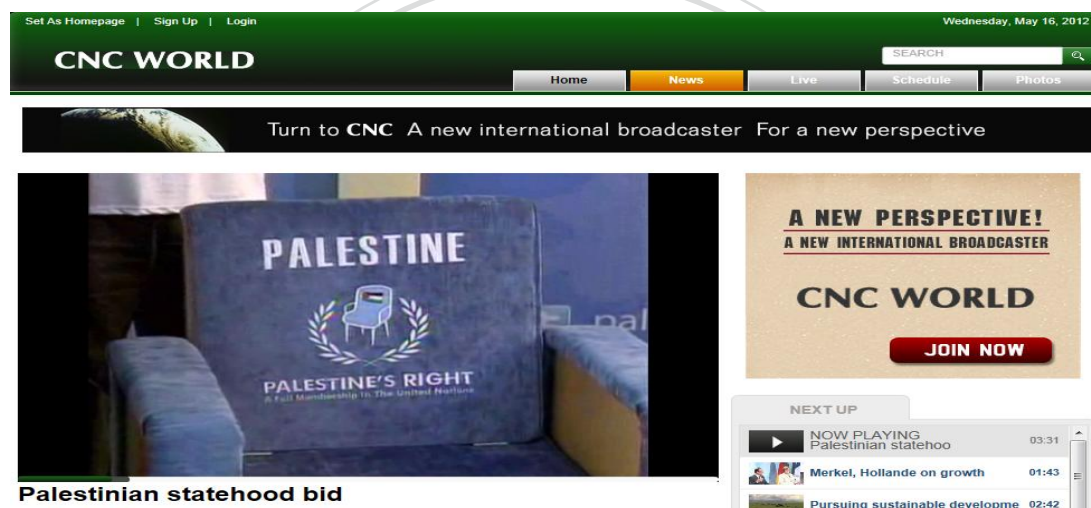 Set As Homepage | Sign Up | Login
Wednesday, May 16, 2012
CNC WORLD
SEARCH
Home News Live Schedule Photos
Turn to CNC A new international broadcaster For a new perspective
PALESTINE
PALESTINE'S RIGHT
A Full Membership In The United Nations
pal
A NEW PERSPECTIVE!
A NEW INTERNATIONAL BROADCASTER
CNC WORLD
JOIN NOW
NEXT UP
NOW PLAYING
Palestinian statehoo 03:31
Merkel, Hollande on growth 01:43
Pursuing sustainable developme 02:42
Palestinian statehood bid